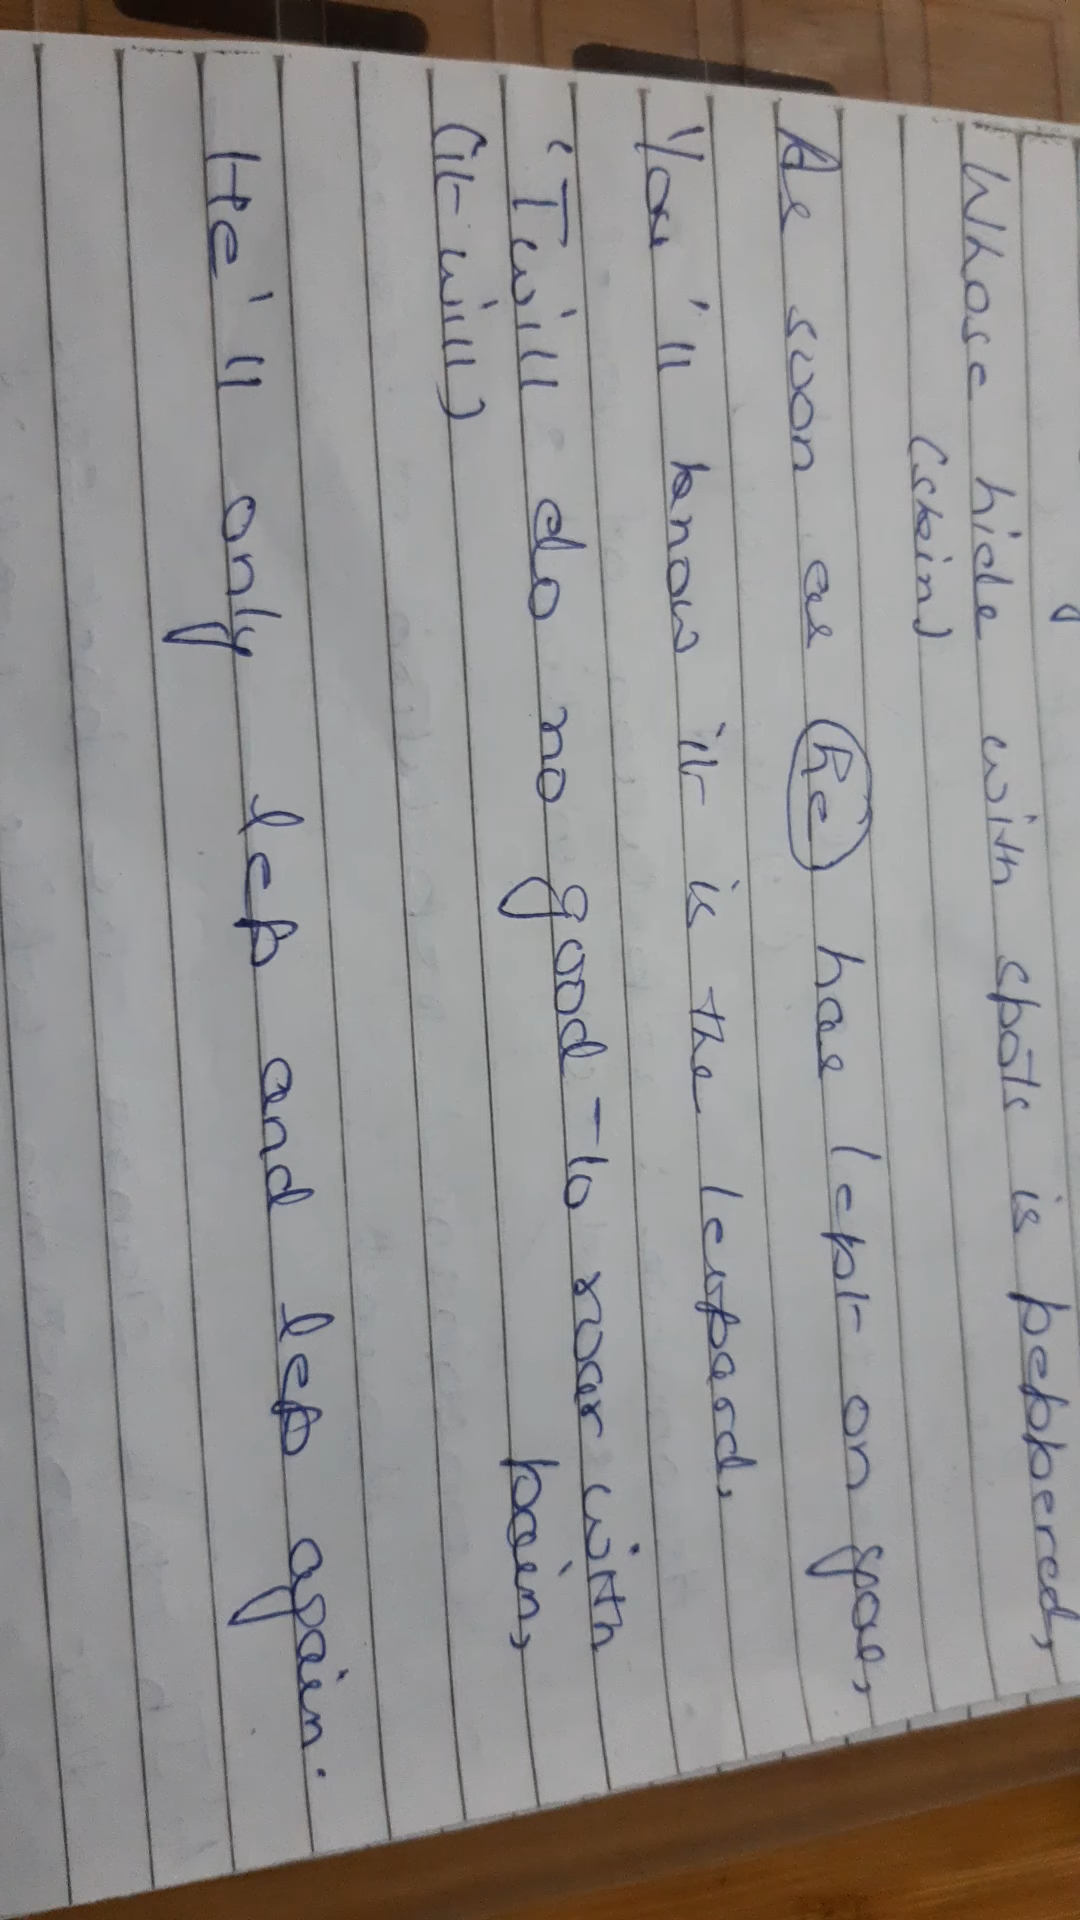 Whose hide with spots is peppered,
(skin)
As soon as he has lept on you,
You'll know it is the leopard,
'Twill do no good to roar with
pain,
(it will)
He'll only lep and lep again.